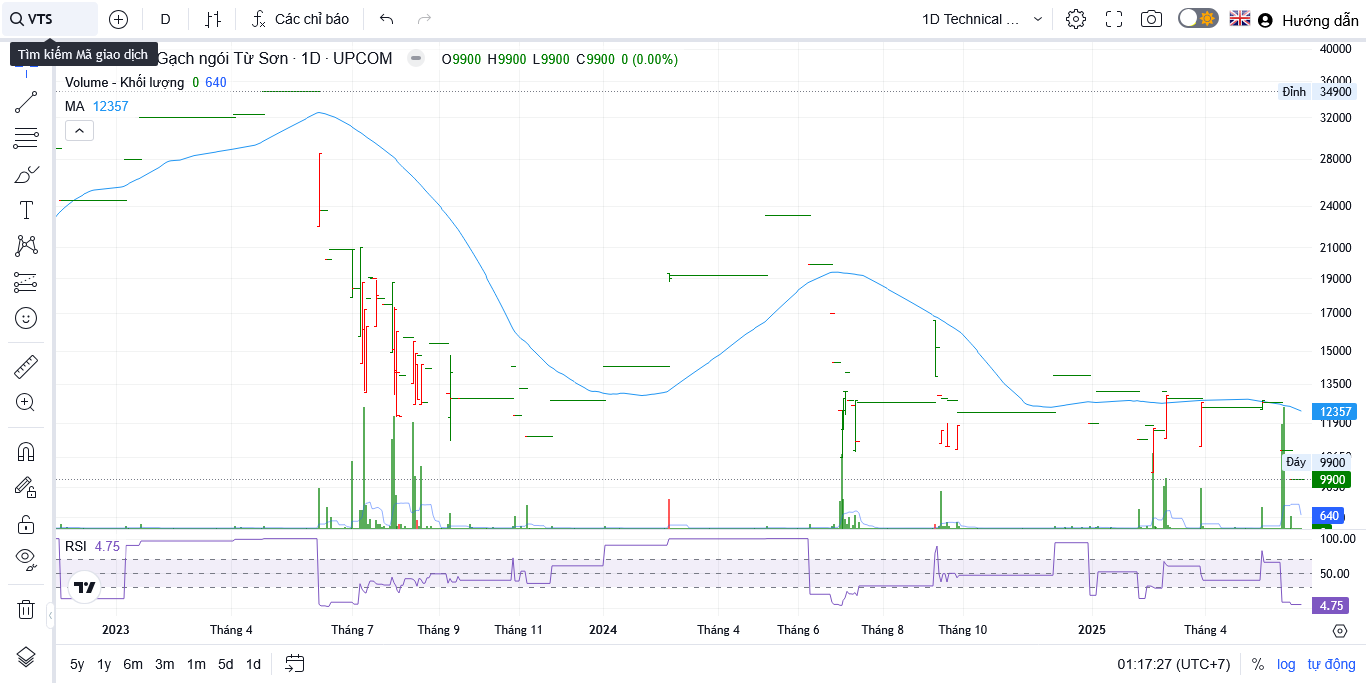 VTS
D
Các chỉ báo
1D Technical ...
Hướng dẫn
Tìm kiếm Mã giao dịch
Gạch ngói Từ Sơn · 1D · UPCOM
O9900 H9900 L9900 C9900 0 (0.00%)
Volume - Khối lượng 0 640
MA 12357
40000
36000
Đỉnh 34900
32000
28000
24000
21000
19000
17000
15000
13500
12357
11900
Đáy 9900
9900
640
RSI 4.75
100.00
50.00
4.75
2023 Tháng 4 Tháng 7 Tháng 9 Tháng 11 2024 Tháng 4 Tháng 6 Tháng 8 Tháng 10 2025 Tháng 4
5y 1y 6m 3m 1m 5d 1d
01:17:27 (UTC+7) % log tự động